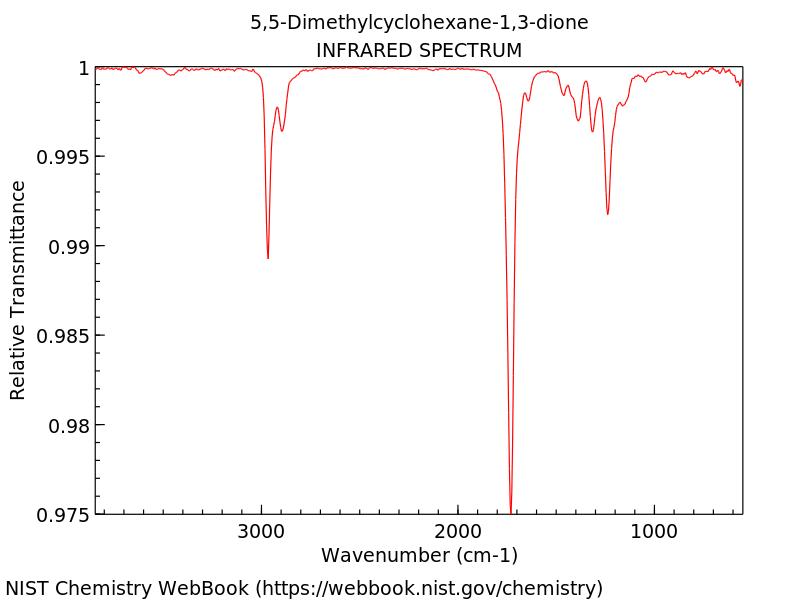 5,5-Dimethylcyclohexane-1,3-dione
INFRARED SPECTRUM
1
0.995
0.99
0.985
0.98
0.975
Relative Transmittance
3000 2000 1000
Wavenumber (cm-1)
NIST Chemistry WebBook (https://webbook.nist.gov/chemistry)